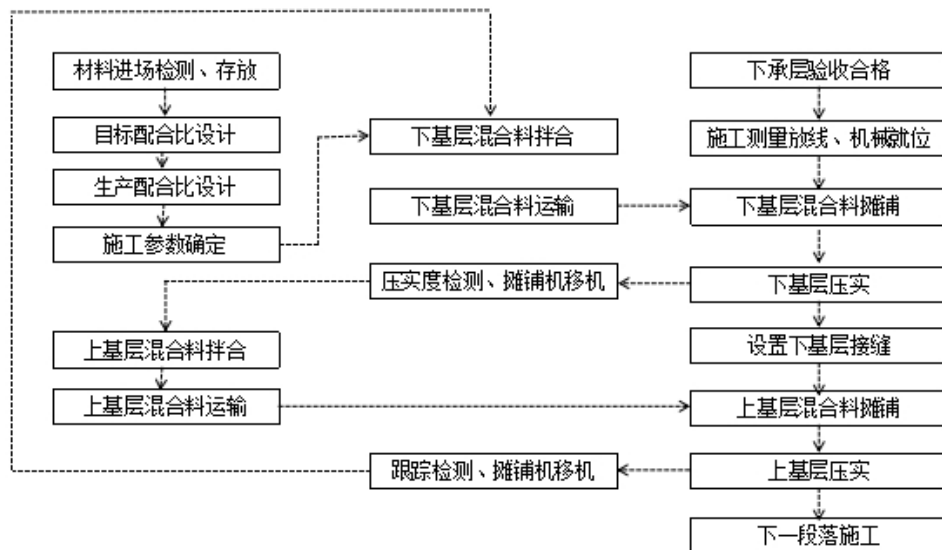 材料进场检测、存放
下承层验收合格
目标配合比设计
下基层混合料拌合
施工测量放线、机械就位
生产配合比设计
下基层混合料运输
下基层混合料摊铺
施工参数确定
压实度检测、摊铺机移机
下基层压实
上基层混合料拌合
设置下基层接缝
上基层混合料运输
上基层混合料摊铺
跟踪检测、摊铺机移机
上基层压实
下一段落施工